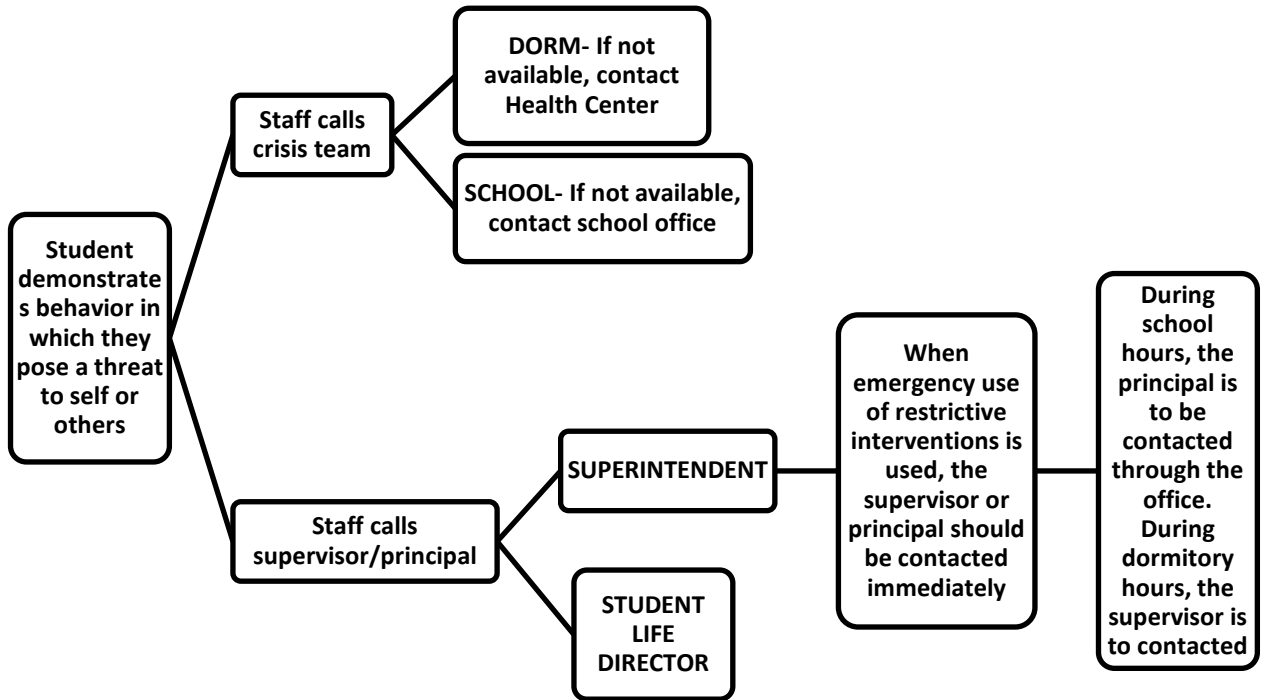 Student
demonstrate
s behavior in
which they
pose a threat
to self or
others
Staff calls
crisis team
DORM- If not
available, contact
Health Center
SCHOOL- If not available,
contact school office
Staff calls
supervisor/principal
SUPERINTENDENT
STUDENT
LIFE
DIRECTOR
When
emergency use
of restrictive
interventions is
used, the
supervisor or
principal should
be contacted
immediately
During
school
hours, the
principal is
to be
contacted
through the
office.
During
dormitory
hours, the
supervisor is
to contacted